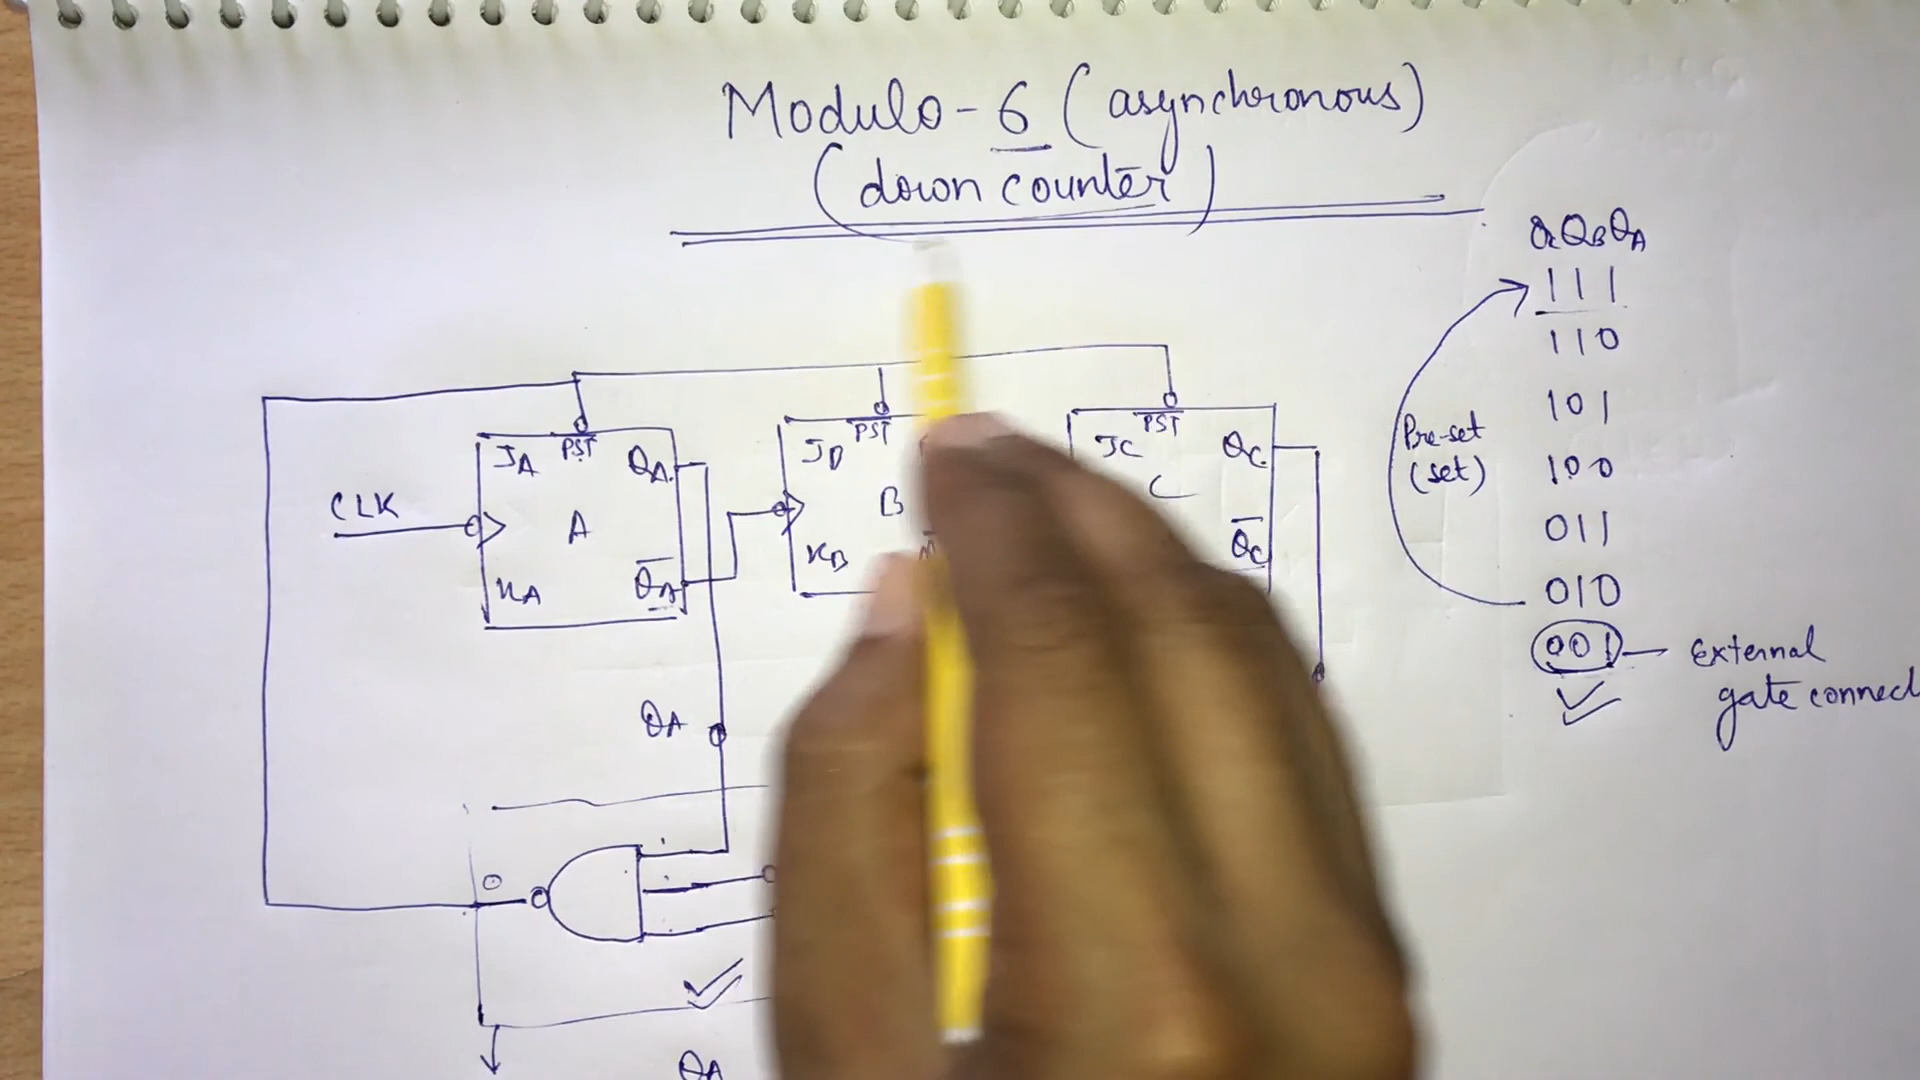 Modulo-6 (asynchronous)
(down counter)
QC QB QA
111
110
101
100
011
010
001 — External
gate connect
Pre-set
(set)
JA PST QA
CLK
A
KA Q̅A̅
JB PST
B
KB
JC PST QC
C
Q̅C̅
QA
0
QA